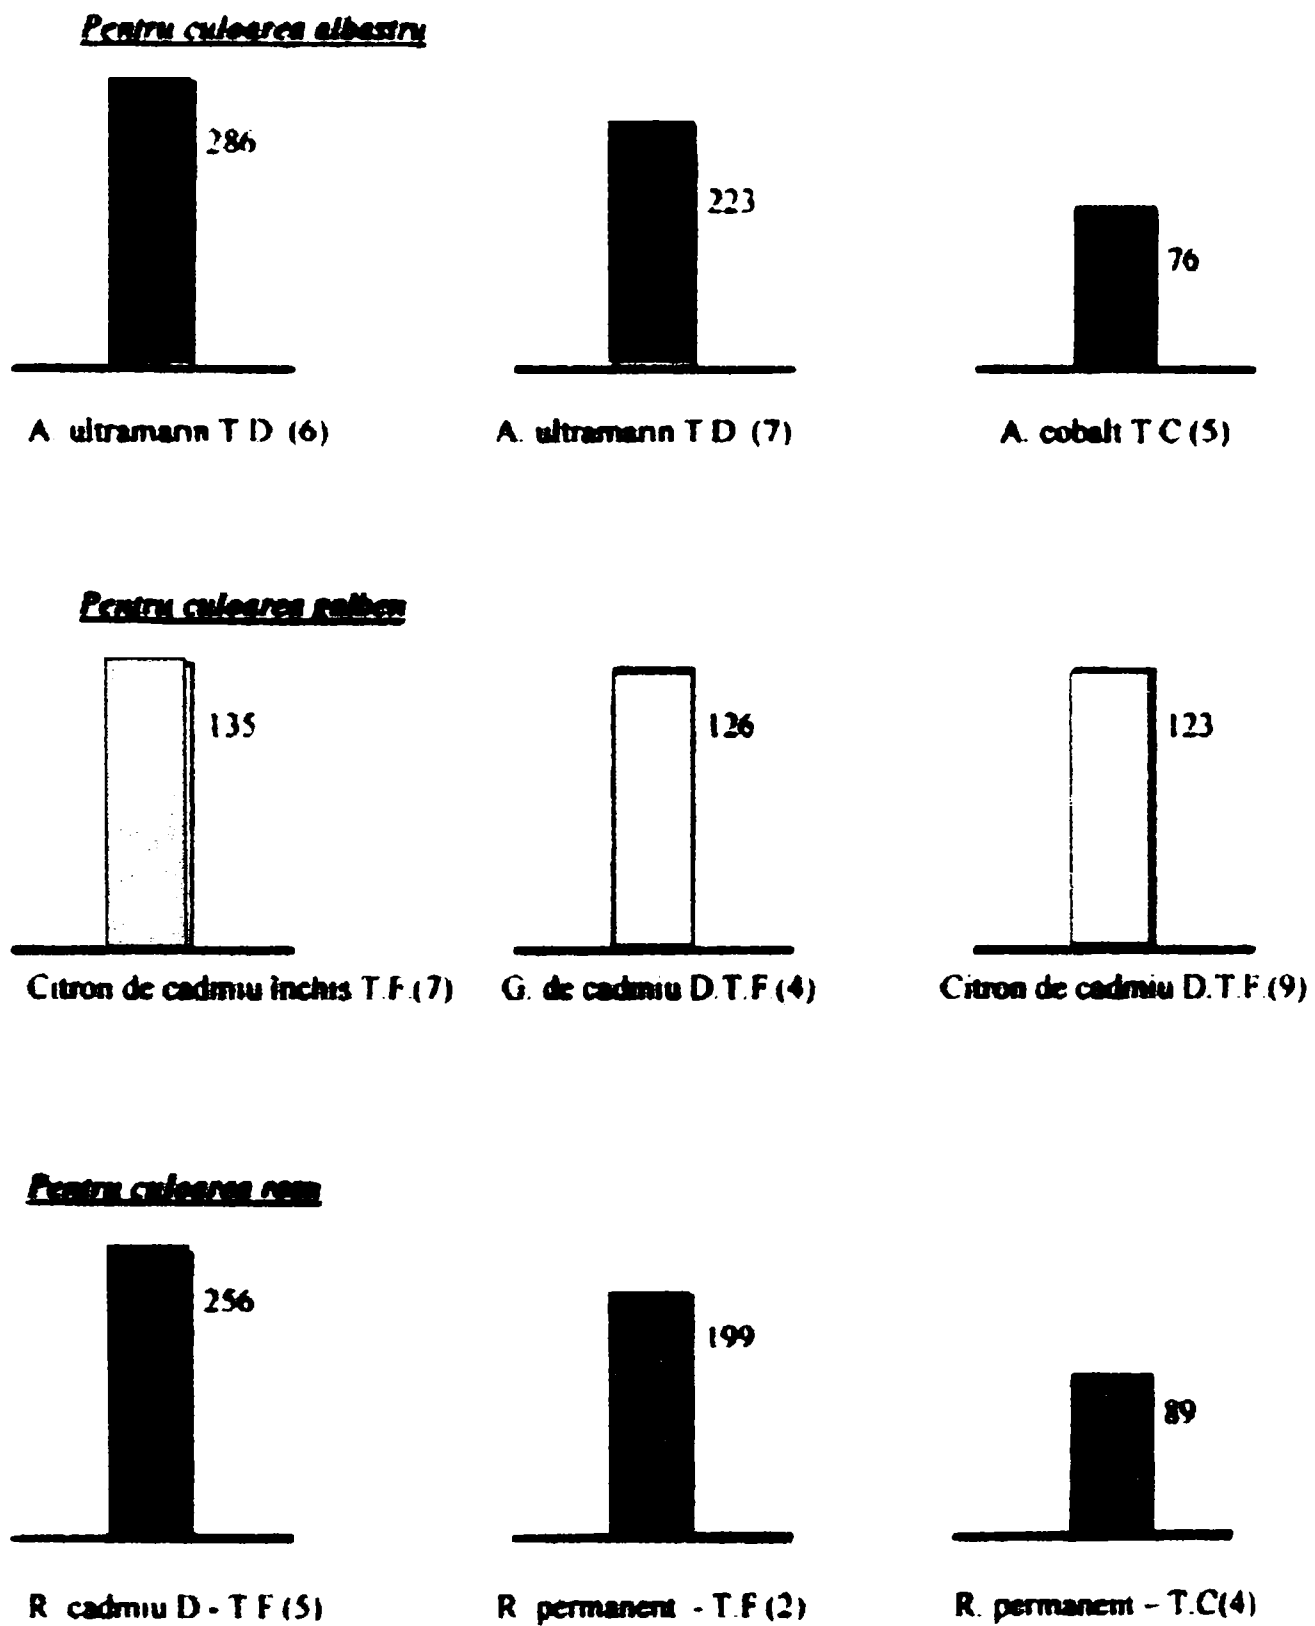 Pentru culoarea albastru
286
223
76
A ultramarin T D (6)
A. ultramarin T D (7)
A. cobalt T C (5)
Pentru culoarea galben
135
126
123
Citron de cadmiu închis T.F.(7)
G. de cadmiu D.T.F.(4)
Citron de cadmiu D.T.F.(9)
Pentru culoarea roșu
256
199
89
R cadmiu D - T F (5)
R permanent - T.F (2)
R. permanent – T.C(4)